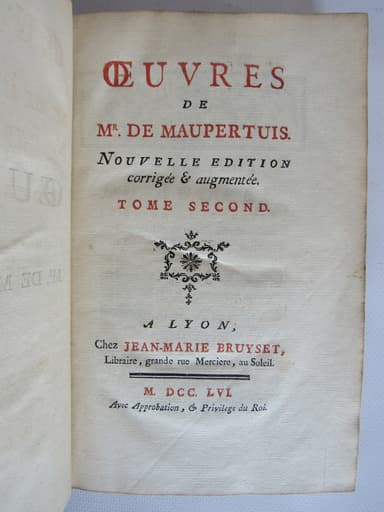 ŒUVRES
DE
MR. DE MAUPERTUIS.
NOUVELLE EDITION
corrigée & augmentée.
TOME SECOND.
A LYON,
Chez JEAN-MARIE BRUYSET,
Libraire, grande rue Merciere, au Soleil.
M. DCC. LVI.
Avec Approbation, & Privilege du Roi.